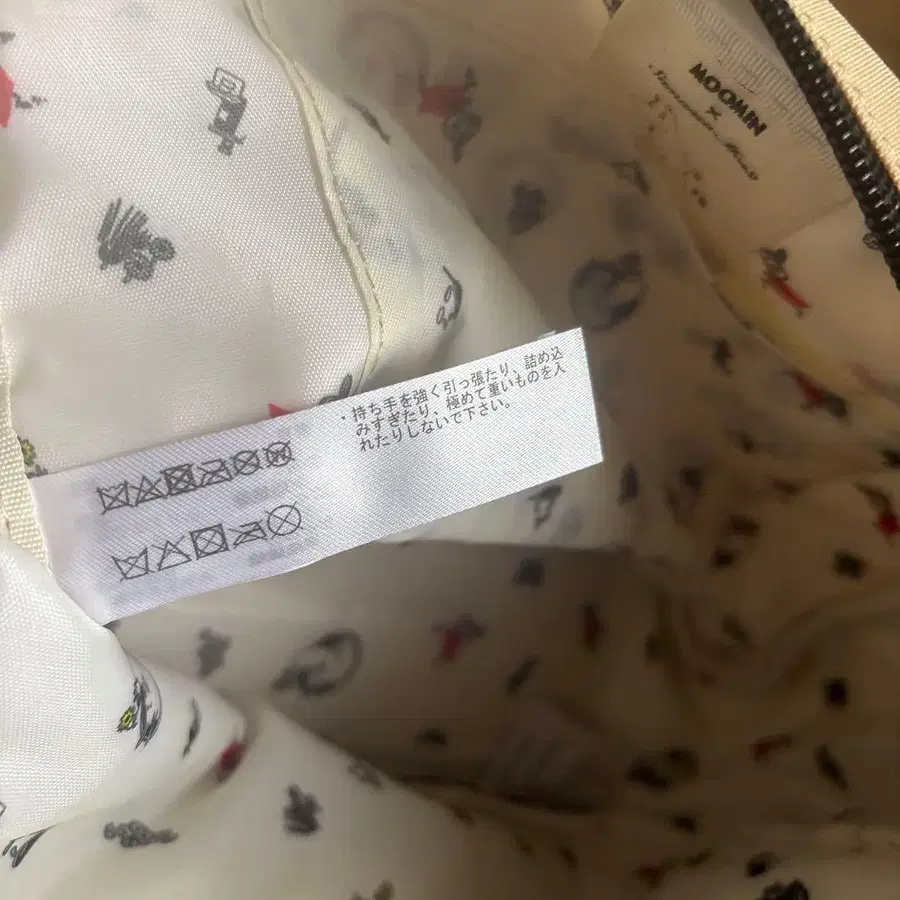 MOOMIN
×
・持ち手を強く引っ張たり、詰め込
みすぎたり、極めて重いものを入
れたりしないで下さい。